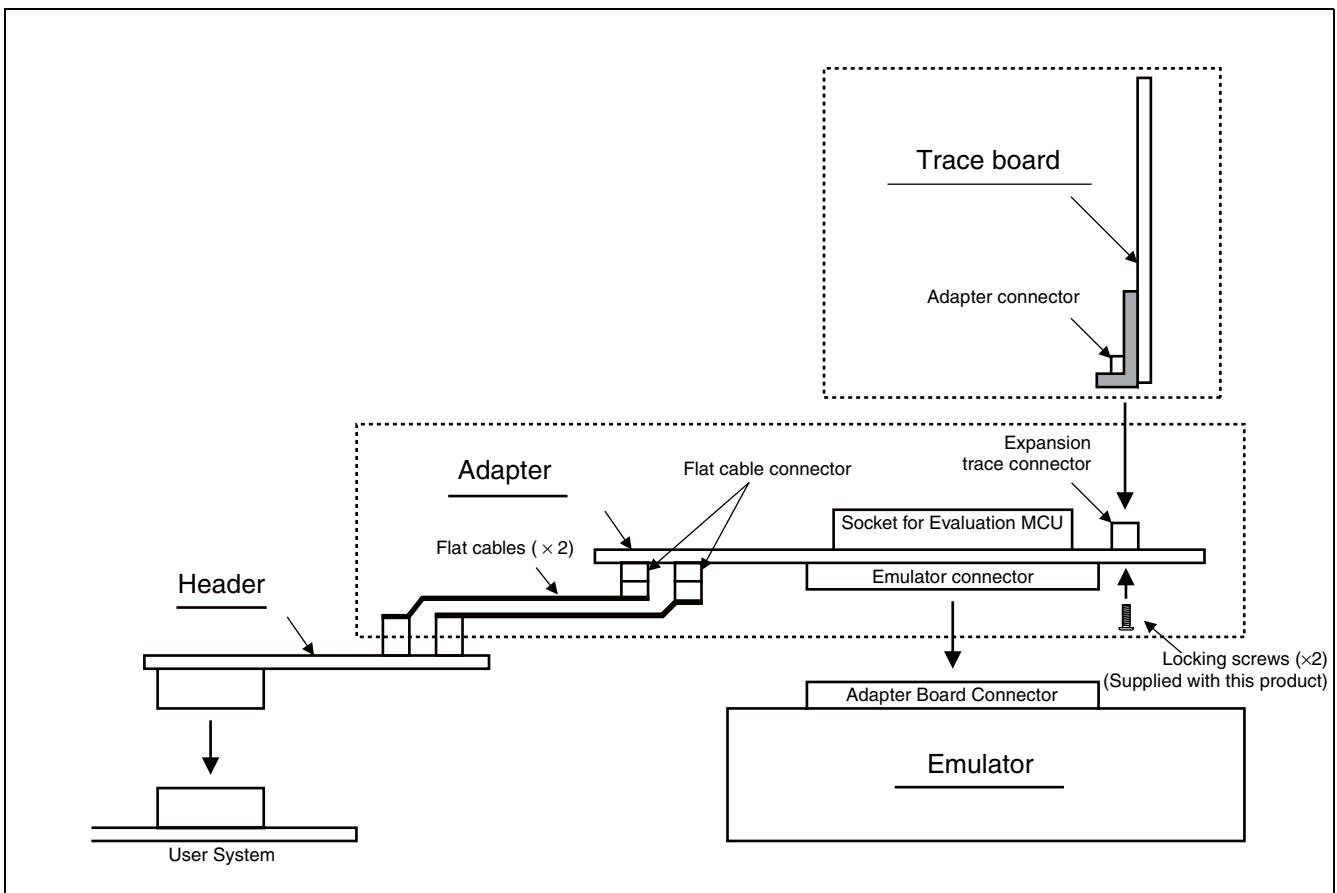 Trace board
Adapter connector
Expansion
trace connector
Adapter
Flat cable connector
Socket for Evaluation MCU
Flat cables ( × 2)
Emulator connector
Header
Locking screws (×2)
(Supplied with this product)
Adapter Board Connector
Emulator
User System